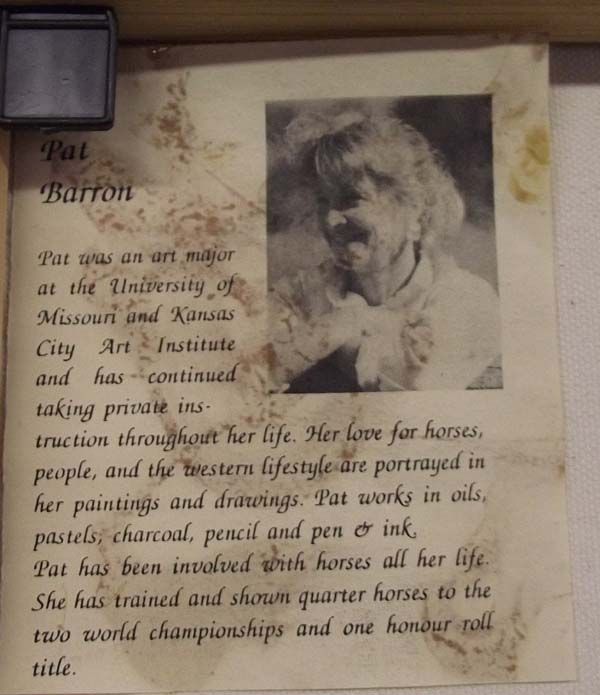 Pat
Barron
Pat was an art major
at the University of
Missouri and Kansas
City Art Institute
and has continued
taking private ins-
truction throughout her life. Her love for horses,
people, and the western lifestyle are portrayed in
her paintings and drawings. Pat works in oils,
pastels, charcoal, pencil and pen & ink.
Pat has been involved with horses all her life.
She has trained and shown quarter horses to the
two world championships and one honour roll
title.